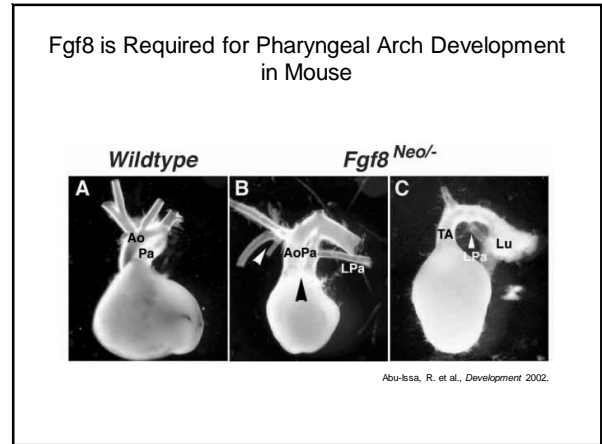 Fgf8 is Required for Pharyngeal Arch Development
in Mouse
Wildtype
Fgf8 Neo/-
A
Ao
Pa
B
AoPa
LPa
C
TA
LPa
Lu
Abu-Issa, R. et al., Development 2002.